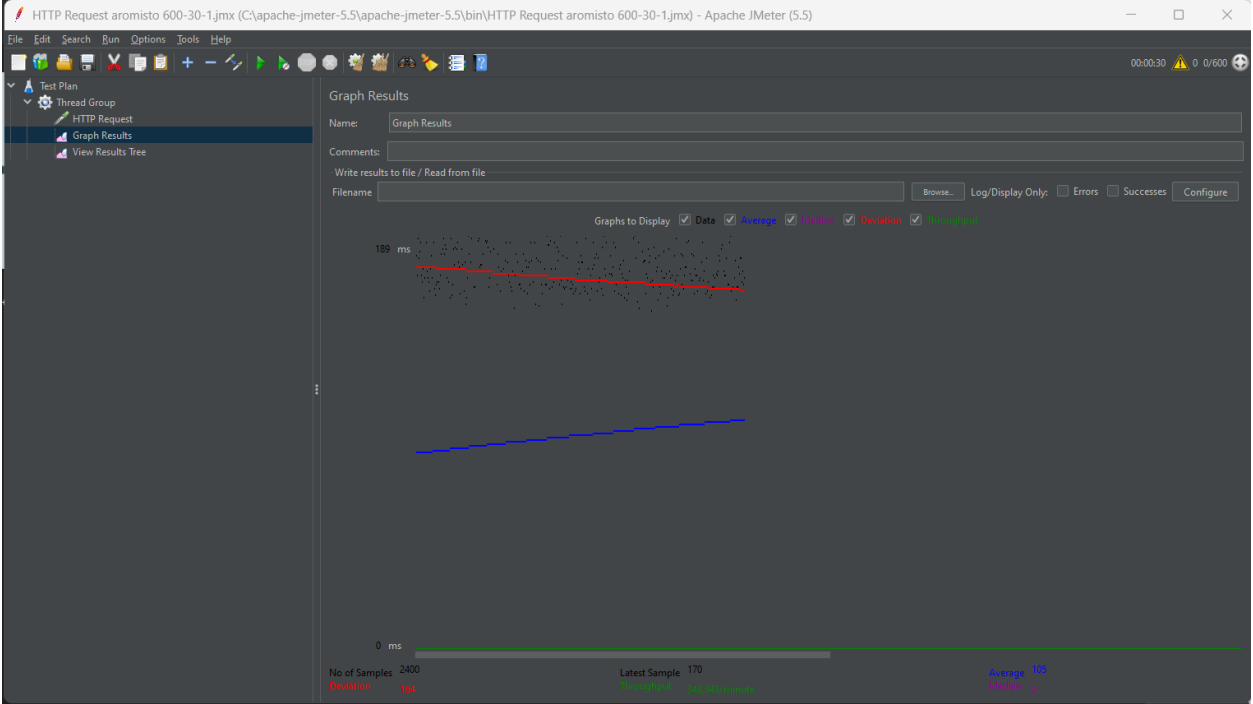 HTTP Request aromisto 600-30-1.jmx (C:\apache-jmeter-5.5\apache-jmeter-5.5\bin\HTTP Request aromisto 600-30-1.jmx) - Apache JMeter (5.5)
File Edit Search Run Options Tools Help
00:00:30 0 0/600
Test Plan
Thread Group
HTTP Request
Graph Results
View Results Tree
Graph Results
Name: Graph Results
Comments:
Write results to file / Read from file
Filename Browse... Log/Display Only: Errors Successes Configure
Graphs to Display Data Average Median Deviation Throughput
189 ms
0 ms
No of Samples 2400 Latest Sample 170 Average 105
Deviation 164 Throughput Median